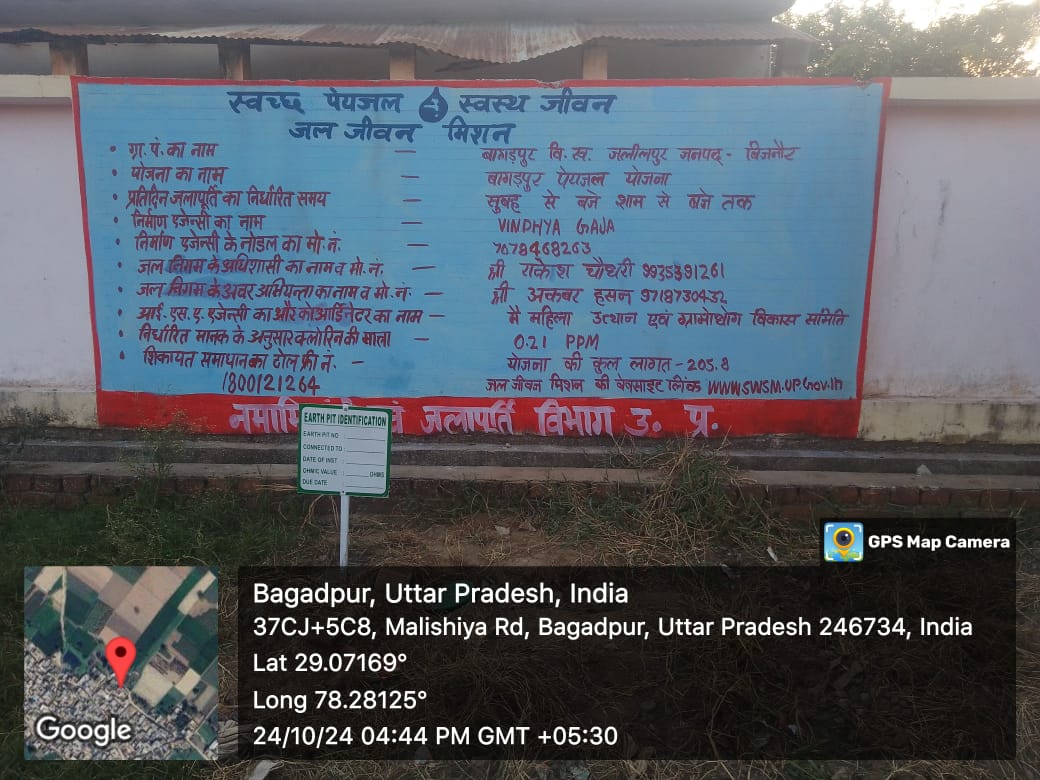 स्वच्छ पेयजल स्वस्थ जीवन
जल जीवन मिशन
• ग्रा. पं. का नाम — बागड़पुर वि. ख. जलीलपुर जनपद - बिजनौर
• योजना का नाम — बागड़पुर पेयजल योजना
• प्रतिदिन जलापूर्ति का निर्धारित समय — सुबह से बजे शाम से बजे तक
• निर्माण एजेन्सी का नाम — VINDHYA GAJA
• निर्माण एजेन्सी के नोडल का मो. नं. — 7678468263
• जल निगम के अधिशासी का नाम व मो. नं. — श्री राकेश चौधरी 9935391261
• जल निगम के अवर अभियन्ता का नाम व मो. नं. — श्री अकबर हसन 9718730432
• आई. एस. ए. एजेन्सी का और कोआर्डिनेटर का नाम — मै महिला उत्थान एवं ग्रामोद्योग विकास समिति
• निर्धारित मानक के अनुसार क्लोरिन की मात्रा — 0.21 PPM
• शिकायत समाधान का टोल फ्री नं. — योजना की कुल लागत - 205.8
1800121264 जल जीवन मिशन की वेबसाइट लिंक www.SWSM.UP.Gov.in
नमामि एवं जलापूर्ति विभाग उ. प्र.
EARTH PIT IDENTIFICATION
EARTH PIT NO
CONNECTED TO :
DATE OF INST :
OHMIC VALUE : OHMS
DUE DATE
GPS Map Camera
Bagadpur, Uttar Pradesh, India
37CJ+5C8, Malishiya Rd, Bagadpur, Uttar Pradesh 246734, India
Lat 29.07169°
Long 78.28125°
24/10/24 04:44 PM GMT +05:30
Google